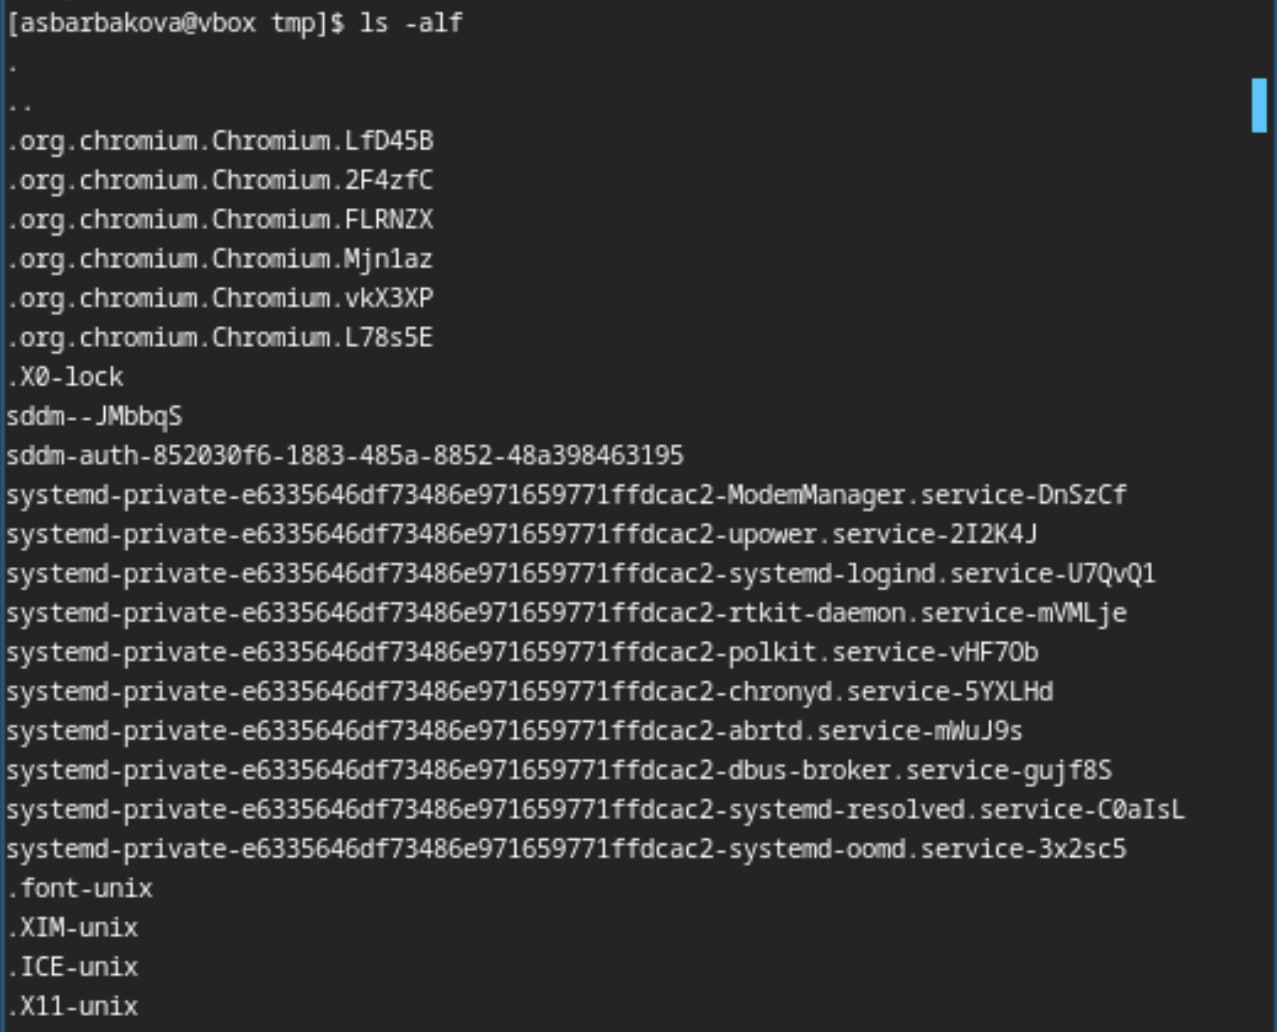 [asbarbakova@vbox tmp]$ ls -alf
.
..
.org.chromium.Chromium.LfD45B
.org.chromium.Chromium.2F4zfC
.org.chromium.Chromium.FLRNZX
.org.chromium.Chromium.Mjn1az
.org.chromium.Chromium.vkX3XP
.org.chromium.Chromium.L78s5E
.X0-lock
sddm--JMbbqS
sddm-auth-852030f6-1883-485a-8852-48a398463195
systemd-private-e6335646df73486e971659771ffdcac2-ModemManager.service-DnSzCf
systemd-private-e6335646df73486e971659771ffdcac2-upower.service-2I2K4J
systemd-private-e6335646df73486e971659771ffdcac2-systemd-logind.service-U7QvQ1
systemd-private-e6335646df73486e971659771ffdcac2-rtkit-daemon.service-mVMLje
systemd-private-e6335646df73486e971659771ffdcac2-polkit.service-vHF7Ob
systemd-private-e6335646df73486e971659771ffdcac2-chronyd.service-5YXLHd
systemd-private-e6335646df73486e971659771ffdcac2-abrtd.service-mWuJ9s
systemd-private-e6335646df73486e971659771ffdcac2-dbus-broker.service-gujf8S
systemd-private-e6335646df73486e971659771ffdcac2-systemd-resolved.service-C0aIsL
systemd-private-e6335646df73486e971659771ffdcac2-systemd-oomd.service-3x2sc5
.font-unix
.XIM-unix
.ICE-unix
.X11-unix